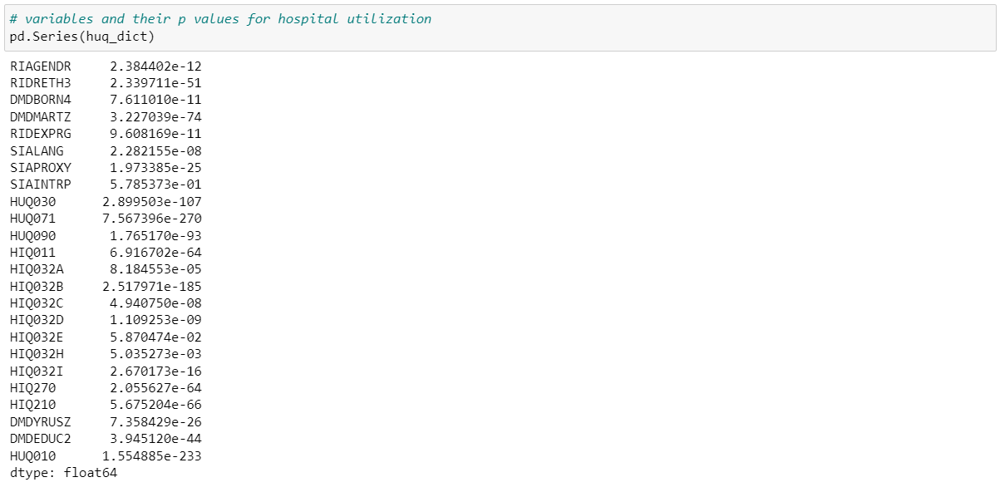 # variables and their p values for hospital utilization
pd.Series(huq_dict)
RIAGENDR     2.384402e-12
RIDRETH3     2.339711e-51
DMDBORN4     7.611010e-11
DMDMARTZ     3.227039e-74
RIDEXPRG     9.608169e-11
SIALANG      2.282155e-08
SIAPROXY     1.973385e-25
SIAINTRP     5.785373e-01
HUQ030      2.899503e-107
HUQ071      7.567396e-270
HUQ090       1.765170e-93
HIQ011       6.916702e-64
HIQ032A      8.184553e-05
HIQ032B     2.517971e-185
HIQ032C      4.940750e-08
HIQ032D      1.109253e-09
HIQ032E      5.870474e-02
HIQ032H      5.035273e-03
HIQ032I      2.670173e-16
HIQ270       2.055627e-64
HIQ210       5.675204e-66
DMDYRUSZ     7.358429e-26
DMDEDUC2     3.945120e-44
HUQ010      1.554885e-233
dtype: float64